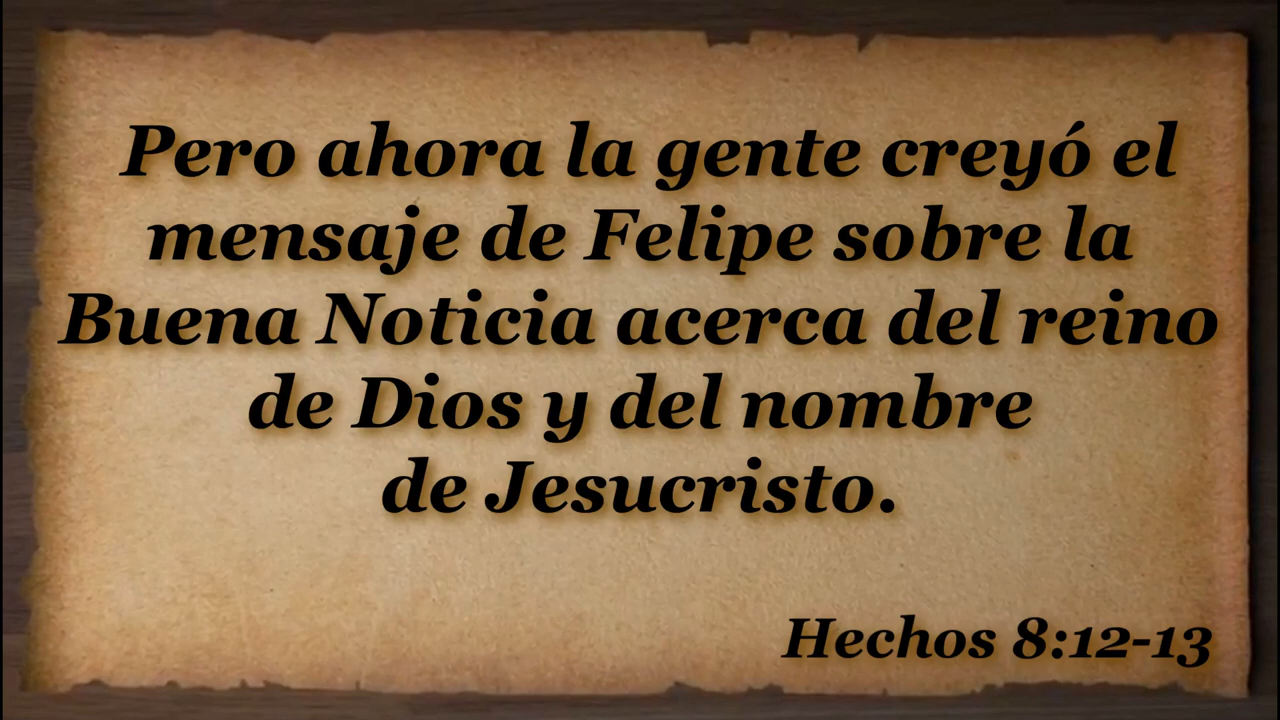 Pero ahora la gente creyó el
mensaje de Felipe sobre la
Buena Noticia acerca del reino
de Dios y del nombre
de Jesucristo.
Hechos 8:12-13